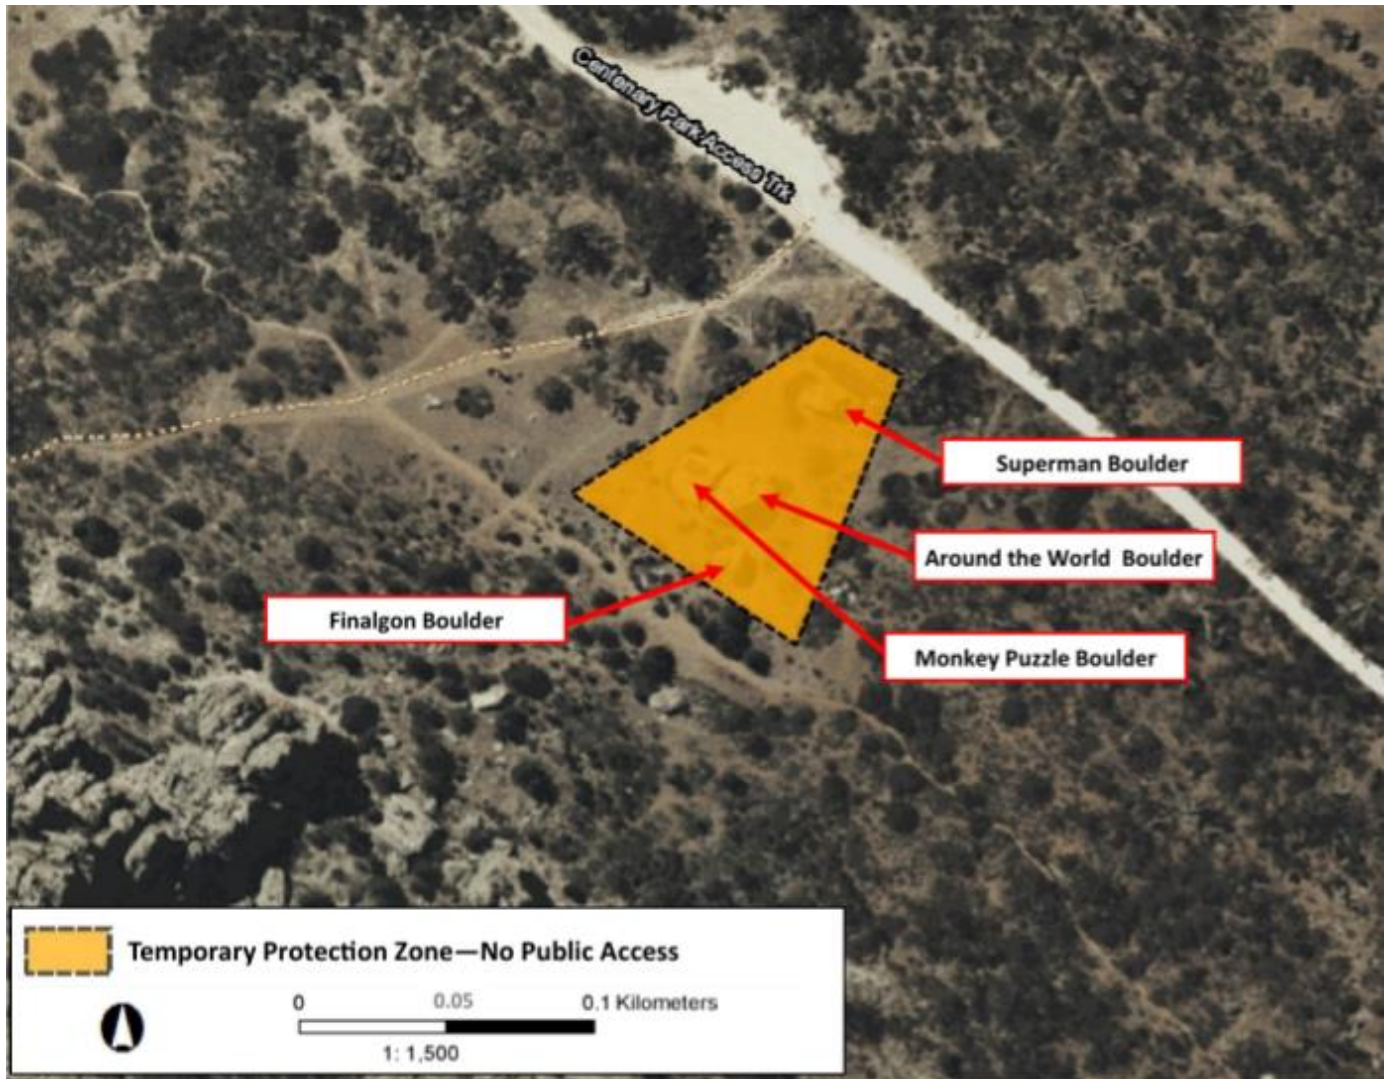 Centenary Park Access Trk
Superman Boulder
Around the World  Boulder
Finalgon Boulder
Monkey Puzzle Boulder
Temporary Protection Zone—No Public Access
0 0.05 0.1 Kilometers
1: 1,500